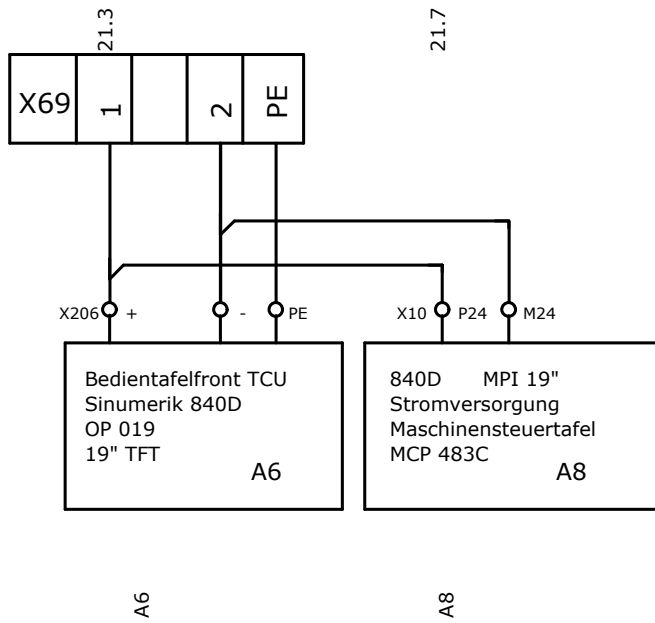 21.3
21.7
X69 1 2 PE
X206 + - PE X10 P24 M24
Bedientafelfront TCU
Sinumerik 840D
OP 019
19" TFT
A6
840D MPI 19"
Stromversorgung
Maschinensteuertafel
MCP 483C
A8
A6
A8